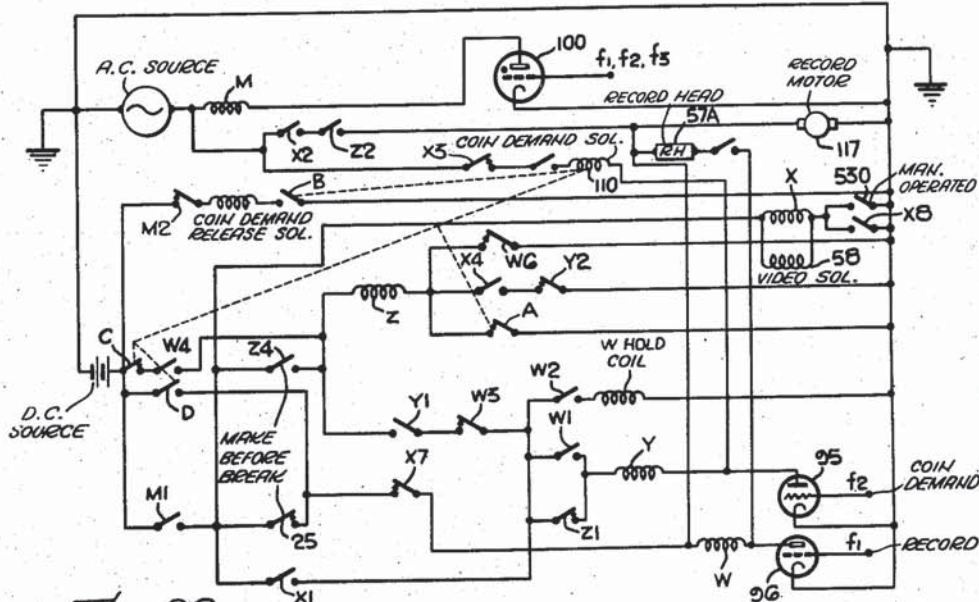 A.C. SOURCE
M
100
f1, f2, f3
RECORD
MOTOR
RECORD HEAD
57A
RH
117
X2
Z2
X3
COIN DEMAND SOL.
110
B
M2
COIN DEMAND
RELEASE SOL.
X
530
MAN.
OPERATED
X8
58
VIDEO SOL.
W6
X4
Y2
Z
A
C
W4
D
D.C.
SOURCE
Z4
W HOLD
COIL
W2
Y1
W3
W1
MAKE
BEFORE
BREAK
X7
Y
95
COIN
DEMAND
f2
M1
25
Z1
f1
RECORD
W
96
X1